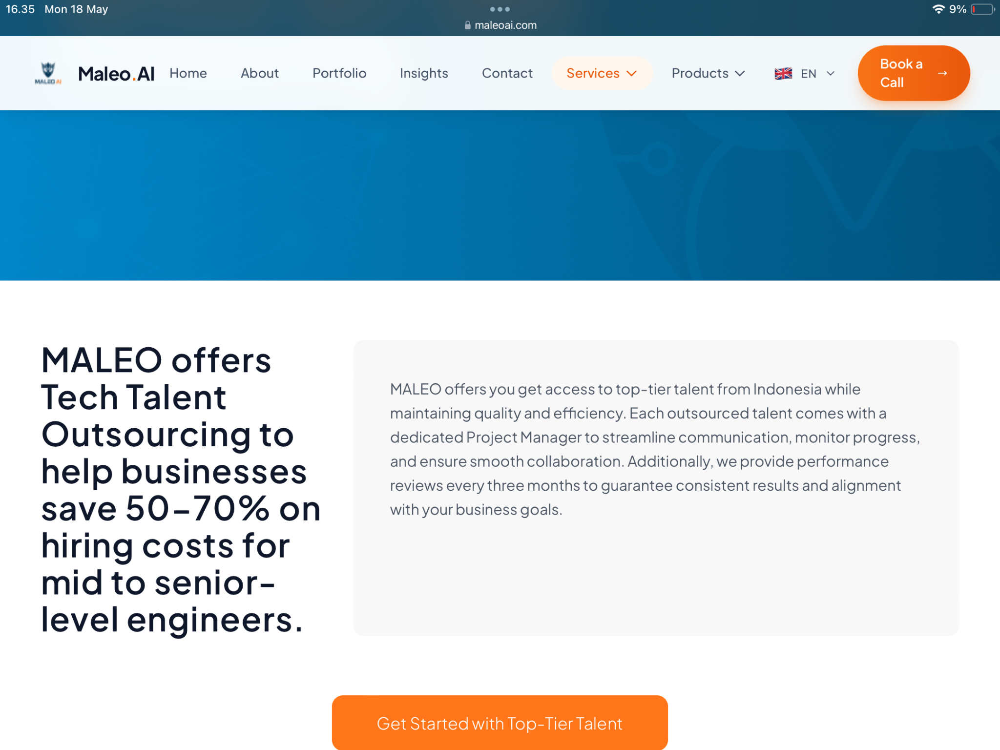 16.35 Mon 18 May
9%
maleoai.com
MALEO AI
Maleo.AI Home About Portfolio Insights Contact Services Products EN
Book a
Call →
MALEO offers
Tech Talent
Outsourcing to
help businesses
save 50–70% on
hiring costs for
mid to senior-
level engineers.
MALEO offers you get access to top-tier talent from Indonesia while
maintaining quality and efficiency. Each outsourced talent comes with a
dedicated Project Manager to streamline communication, monitor progress,
and ensure smooth collaboration. Additionally, we provide performance
reviews every three months to guarantee consistent results and alignment
with your business goals.
Get Started with Top-Tier Talent